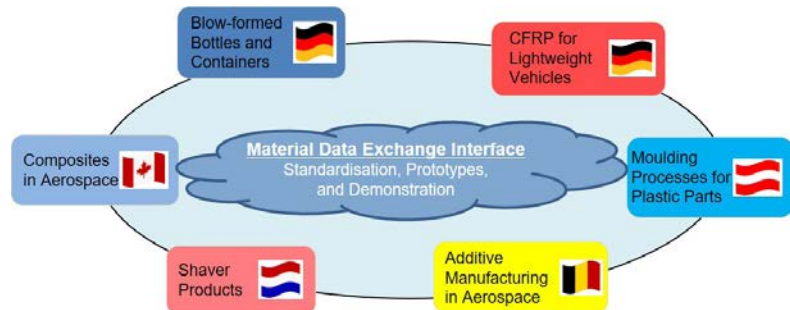 Blow-formed
Bottles and
Containers
CFRP for
Lightweight
Vehicles
Composites
in Aerospace
Material Data Exchange Interface
Standardisation, Prototypes,
and Demonstration
Moulding
Processes for
Plastic Parts
Shaver
Products
Additive
Manufacturing
in Aerospace